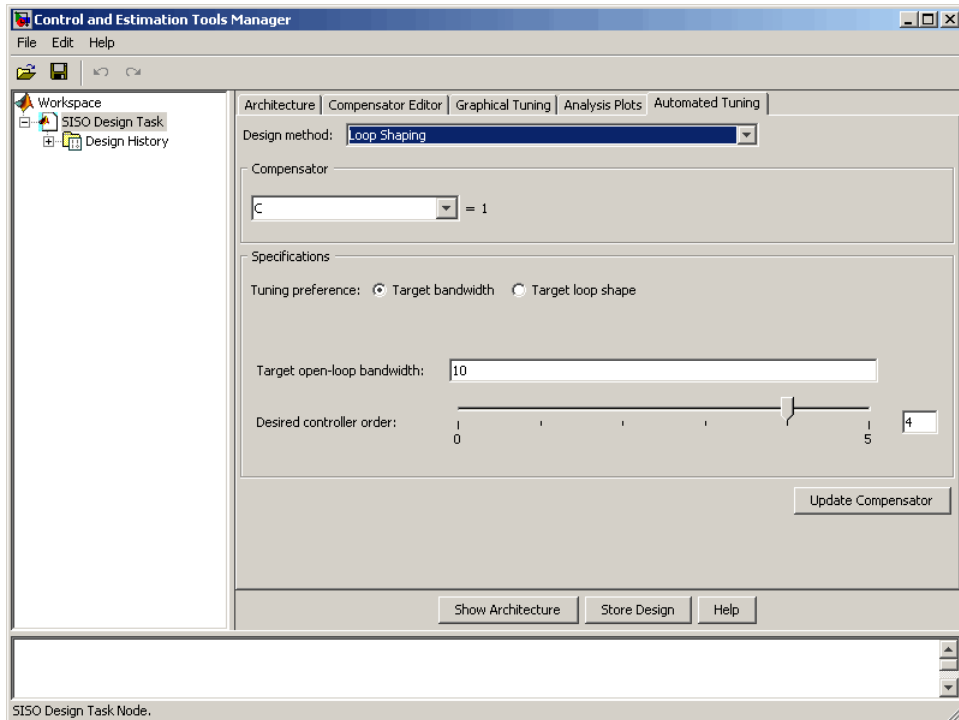 Control and Estimation Tools Manager
File Edit Help
Workspace
SISO Design Task
Design History
Architecture Compensator Editor Graphical Tuning Analysis Plots Automated Tuning
Design method: Loop Shaping
Compensator
C = 1
Specifications
Tuning preference: Target bandwidth Target loop shape
Target open-loop bandwidth: 10
Desired controller order: 4
0 5
Update Compensator
Show Architecture Store Design Help
SISO Design Task Node.